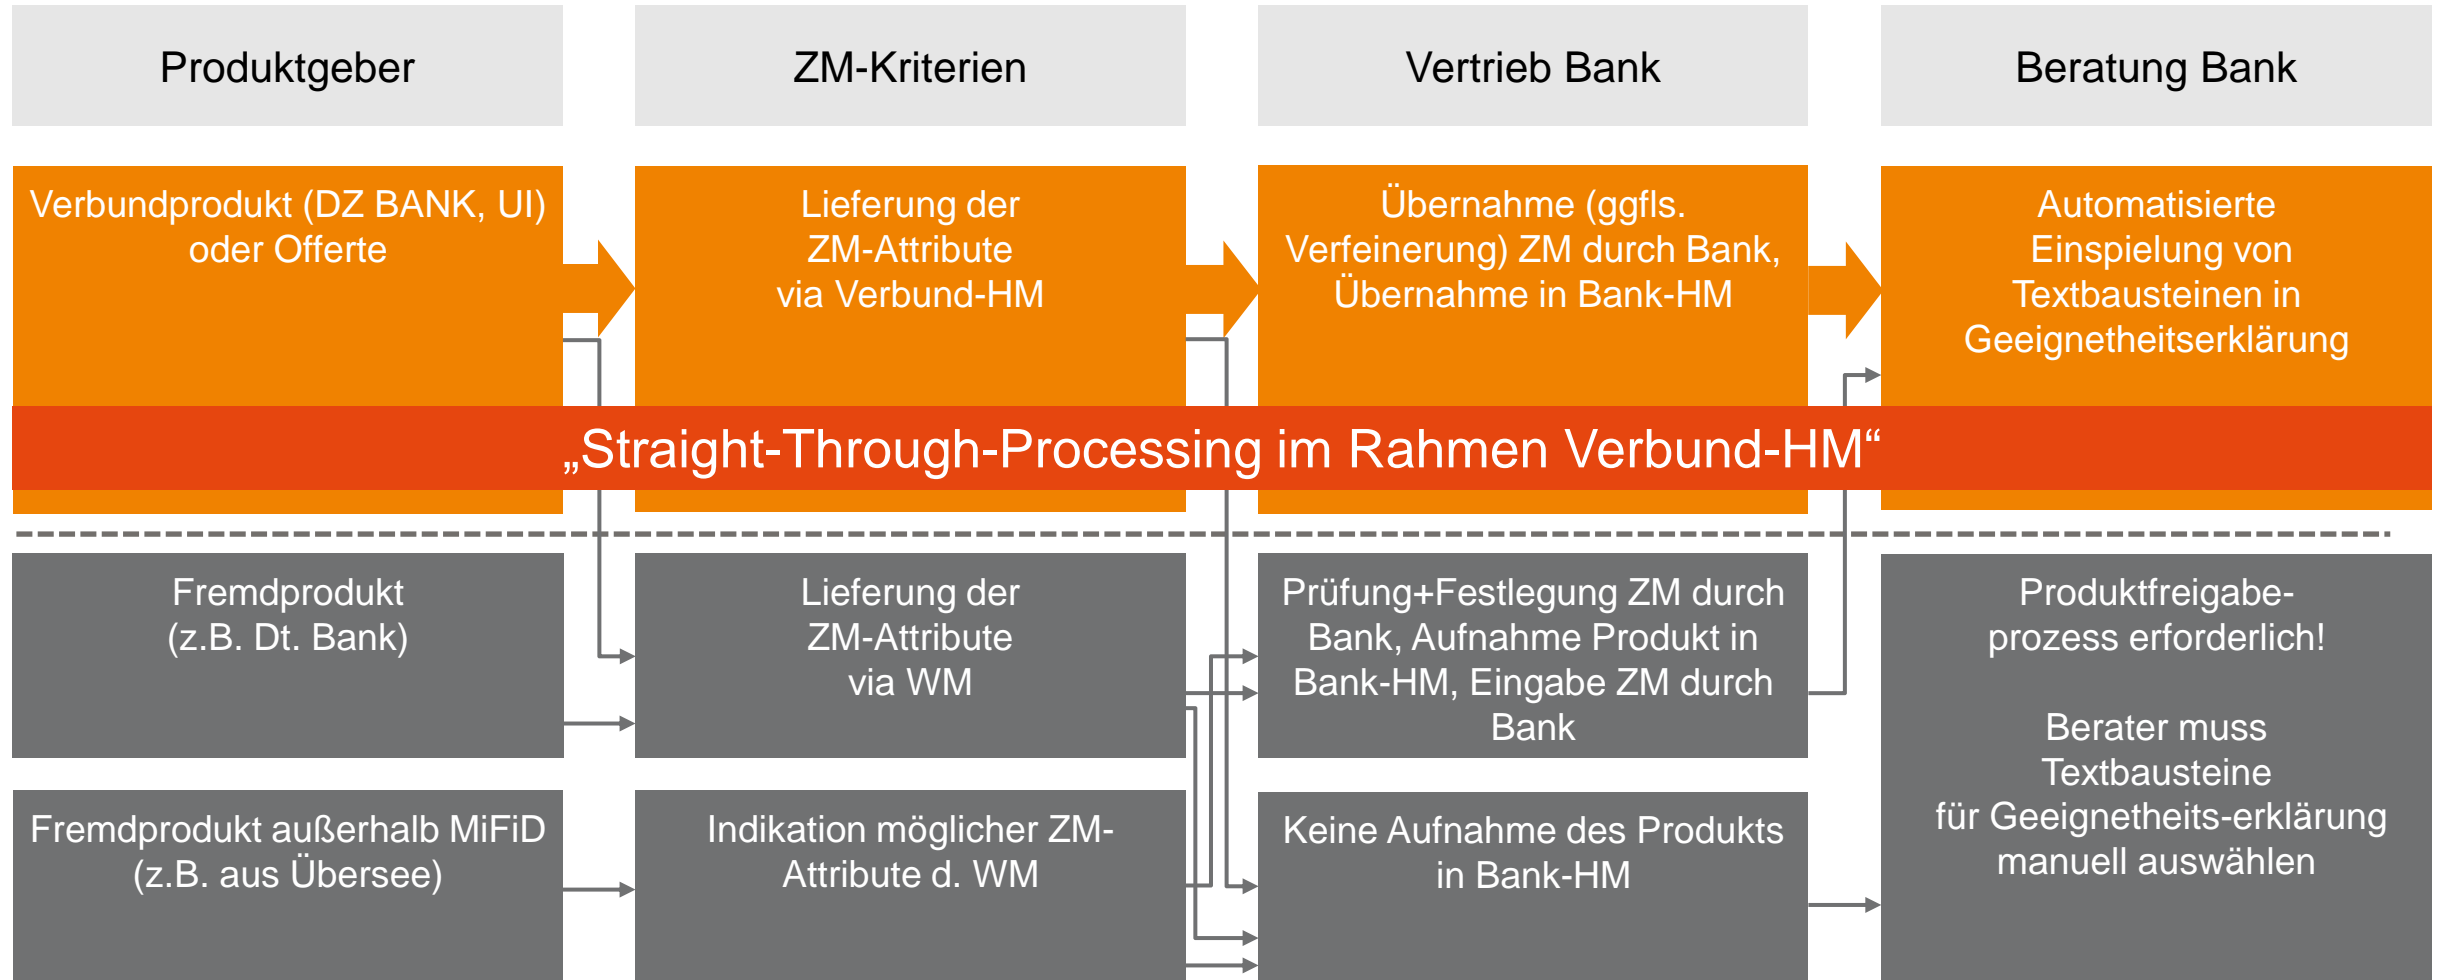 Produktgeber
ZM-Kriterien
Vertrieb Bank
Beratung Bank
Verbundprodukt (DZ BANK, UI)
oder Offerte
Lieferung der
ZM-Attribute
via Verbund-HM
Übernahme (ggfls.
Verfeinerung) ZM durch Bank,
Übernahme in Bank-HM
Automatisierte
Einspielung von
Textbausteinen in
Geeignetheitserklärung
„Straight-Through-Processing im Rahmen Verbund-HM“
Fremdprodukt
(z.B. Dt. Bank)
Lieferung der
ZM-Attribute
via WM
Prüfung+Festlegung ZM durch
Bank, Aufnahme Produkt in
Bank-HM, Eingabe ZM durch
Bank
Produktfreigabe-
prozess erforderlich!
Berater muss
Textbausteine
für Geeignetheits-erklärung
manuell auswählen
Fremdprodukt außerhalb MiFiD
(z.B. aus Übersee)
Indikation möglicher ZM-
Attribute d. WM
Keine Aufnahme des Produkts
in Bank-HM